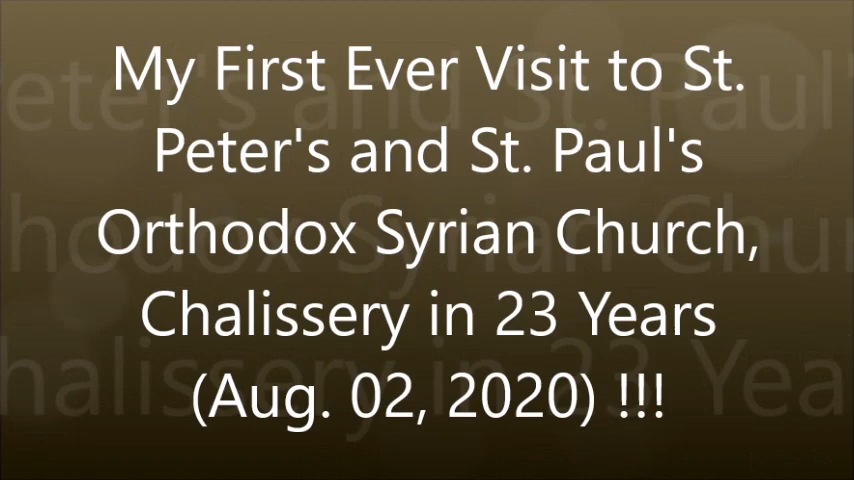 My First Ever Visit to St.
Peter's and St. Paul's
Orthodox Syrian Church,
Chalissery in 23 Years
(Aug. 02, 2020) !!!